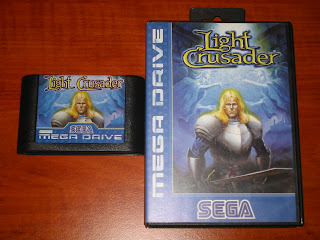 Light Crusader
SEGA
MEGA DRIVE
MEGA DRIVE
Light
Crusader
SEGA